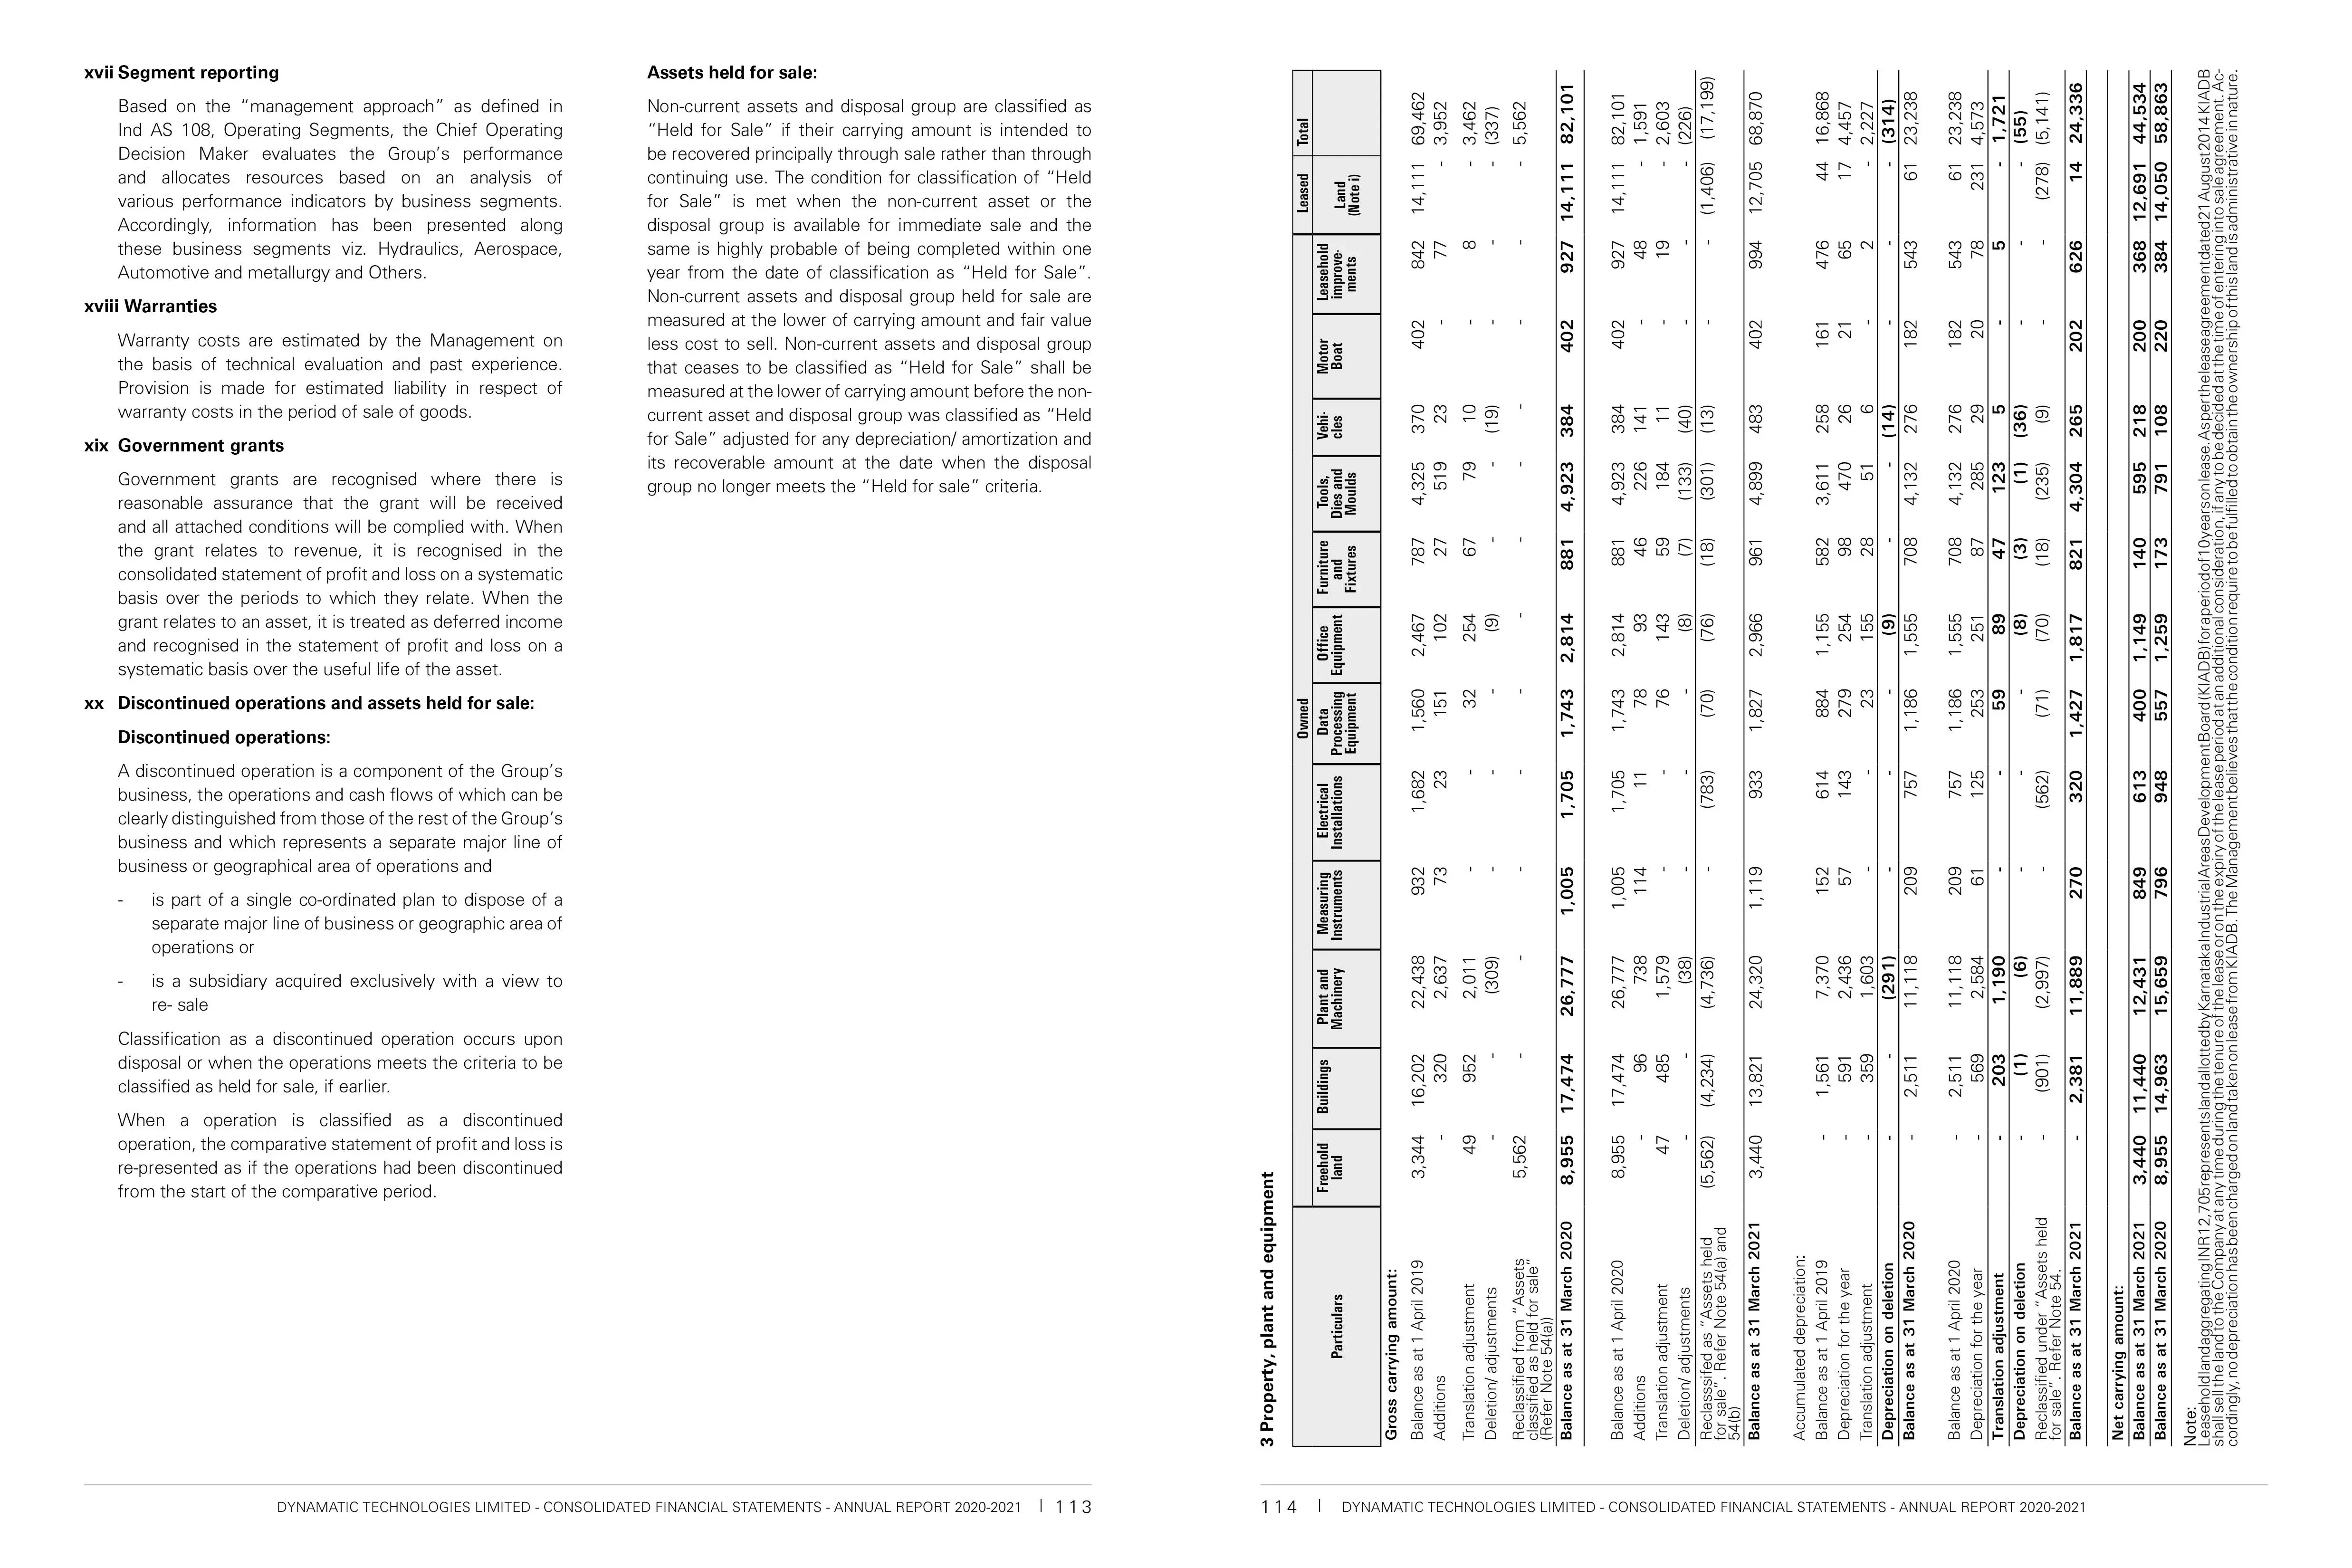 xvii Segment reporting
Based on the “management approach” as defined in
Ind AS 108, Operating Segments, the Chief Operating
Decision Maker evaluates the Group’s performance
and allocates resources based on an analysis of
various performance indicators by business segments.
Accordingly, information has been presented along
these business segments viz. Hydraulics, Aerospace,
Automotive and metallurgy and Others.
xviii Warranties
Warranty costs are estimated by the Management on
the basis of technical evaluation and past experience.
Provision is made for estimated liability in respect of
warranty costs in the period of sale of goods.
xix Government grants
Government grants are recognised where there is
reasonable assurance that the grant will be received
and all attached conditions will be complied with. When
the grant relates to revenue, it is recognised in the
consolidated statement of profit and loss on a systematic
basis over the periods to which they relate. When the
grant relates to an asset, it is treated as deferred income
and recognised in the statement of profit and loss on a
systematic basis over the useful life of the asset.
xx Discontinued operations and assets held for sale:
Discontinued operations:
A discontinued operation is a component of the Group’s
business, the operations and cash flows of which can be
clearly distinguished from those of the rest of the Group’s
business and which represents a separate major line of
business or geographical area of operations and
- is part of a single co-ordinated plan to dispose of a
separate major line of business or geographic area of
operations or
- is a subsidiary acquired exclusively with a view to
re- sale
Classification as a discontinued operation occurs upon
disposal or when the operations meets the criteria to be
classified as held for sale, if earlier.
When a operation is classified as a discontinued
operation, the comparative statement of profit and loss is
re-presented as if the operations had been discontinued
from the start of the comparative period.
Assets held for sale:
Non-current assets and disposal group are classified as
“Held for Sale” if their carrying amount is intended to
be recovered principally through sale rather than through
continuing use. The condition for classification of “Held
for Sale” is met when the non-current asset or the
disposal group is available for immediate sale and the
same is highly probable of being completed within one
year from the date of classification as “Held for Sale”.
Non-current assets and disposal group held for sale are
measured at the lower of carrying amount and fair value
less cost to sell. Non-current assets and disposal group
that ceases to be classified as “Held for Sale” shall be
measured at the lower of carrying amount before the non-
current asset and disposal group was classified as “Held
for Sale” adjusted for any depreciation/ amortization and
its recoverable amount at the date when the disposal
group no longer meets the “Held for sale” criteria.
DYNAMATIC TECHNOLOGIES LIMITED - CONSOLIDATED FINANCIAL STATEMENTS - ANNUAL REPORT 2020-2021 | 113
3 Property, plant and equipment
Particulars Owned Leased Total
Freehold land Buildings Plant and Machinery Measuring Instruments Electrical Installations Data Processing Equipment Office Equipment Furniture and Fixtures Tools, Dies and Moulds Vehi-cles Motor Boat Leasehold improve-ments Land (Note i)
Gross carrying amount:
Balance as at 1 April 2019 3,344 16,202 22,438 932 1,682 1,560 2,467 787 4,325 370 402 842 14,111 69,462
Additions - 320 2,637 73 23 151 102 27 519 23 - 77 - 3,952
Translation adjustment 49 952 2,011 - - 32 254 67 79 10 - 8 - 3,462
Deletion/ adjustments - - (309) - - - (9) - - (19) - - - (337)
Reclassified from “Assets
classified as held for sale”
(Refer Note 54(a)) 5,562 - - - - - - - - - - - - 5,562
Balance as at 31 March 2020 8,955 17,474 26,777 1,005 1,705 1,743 2,814 881 4,923 384 402 927 14,111 82,101
Balance as at 1 April 2020 8,955 17,474 26,777 1,005 1,705 1,743 2,814 881 4,923 384 402 927 14,111 82,101
Additions - 96 738 114 11 78 93 46 226 141 - 48 - 1,591
Translation adjustment 47 485 1,579 - - 76 143 59 184 11 - 19 - 2,603
Deletion/ adjustments - - (38) - - - (8) (7) (133) (40) - - - (226)
Reclasssified as “Assets held
for sale”. Refer Note 54(a) and
54(b) (5,562) (4,234) (4,736) - (783) (70) (76) (18) (301) (13) - - (1,406) (17,199)
Balance as at 31 March 2021 3,440 13,821 24,320 1,119 933 1,827 2,966 961 4,899 483 402 994 12,705 68,870
Accumulated depreciation:
Balance as at 1 April 2019 - 1,561 7,370 152 614 884 1,155 582 3,611 258 161 476 44 16,868
Depreciation for the year - 591 2,436 57 143 279 254 98 470 26 21 65 17 4,457
Translation adjustment - 359 1,603 - - 23 155 28 51 6 - 2 - 2,227
Depreciation on deletion - - (291) - - - (9) - - (14) - - - (314)
Balance as at 31 March 2020 - 2,511 11,118 209 757 1,186 1,555 708 4,132 276 182 543 61 23,238
Balance as at 1 April 2020 - 2,511 11,118 209 757 1,186 1,555 708 4,132 276 182 543 61 23,238
Depreciation for the year - 569 2,584 61 125 253 251 87 285 29 20 78 231 4,573
Translation adjustment - 203 1,190 - - 59 89 47 123 5 - 5 - 1,721
Depreciation on deletion - (1) (6) - - - (8) (3) (1) (36) - - - (55)
Reclassified under “Assets held
for sale”. Refer Note 54. - (901) (2,997) - (562) (71) (70) (18) (235) (9) - - (278) (5,141)
Balance as at 31 March 2021 - 2,381 11,889 270 320 1,427 1,817 821 4,304 265 202 626 14 24,336
Net carrying amount:
Balance as at 31 March 2021 3,440 11,440 12,431 849 613 400 1,149 140 595 218 200 368 12,691 44,534
Balance as at 31 March 2020 8,955 14,963 15,659 796 948 557 1,259 173 791 108 220 384 14,050 58,863
Note:
Leasehold land aggregating INR 12,705 represents land allotted by Karnataka Industrial Areas Development Board (KIADB) for a period of 10 years on lease. As per the lease agreement dated 21 August 2014 KIADB
shall sell the land to the Company at any time during the tenure of the lease or on the expiry of the lease period at an additional consideration, if any to be decided at the time of entering into sale agreement. Ac-
cordingly, no depreciation has been charged on land taken on lease from KIADB. The Management believes that the condition require to be fulfilled to obtain the ownership of this land is administrative in nature.
114 | DYNAMATIC TECHNOLOGIES LIMITED - CONSOLIDATED FINANCIAL STATEMENTS - ANNUAL REPORT 2020-2021